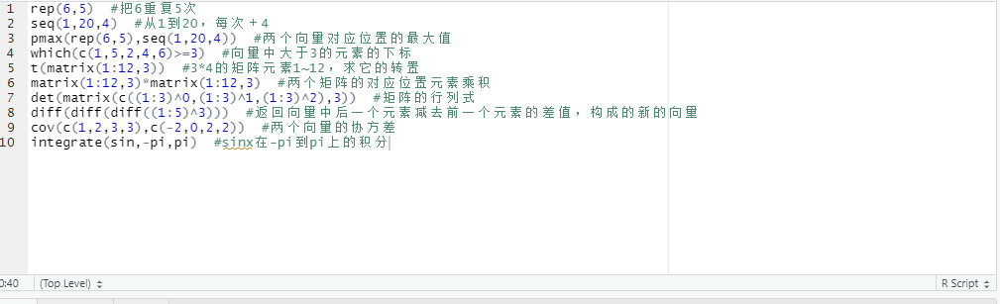 1 rep(6,5)  #把6重复5次
2 seq(1,20,4)  #从1到20，每次＋4
3 pmax(rep(6,5),seq(1,20,4))  #两个向量对应位置的最大值
4 which(c(1,5,2,4,6)>=3)  #向量中大于3的元素的下标
5 t(matrix(1:12,3))  #3*4的矩阵元素1~12，求它的转置
6 matrix(1:12,3)*matrix(1:12,3)  #两个矩阵的对应位置元素乘积
7 det(matrix(c((1:3)^0,(1:3)^1,(1:3)^2),3))  #矩阵的行列式
8 diff(diff(diff((1:5)^3)))  #返回向量中后一个元素减去前一个元素的差值，构成的新的向量
9 cov(c(1,2,3,3),c(-2,0,2,2))  #两个向量的协方差
10 integrate(sin,-pi,pi)  #sinx在-pi到pi上的积分
0:40 (Top Level) R Script